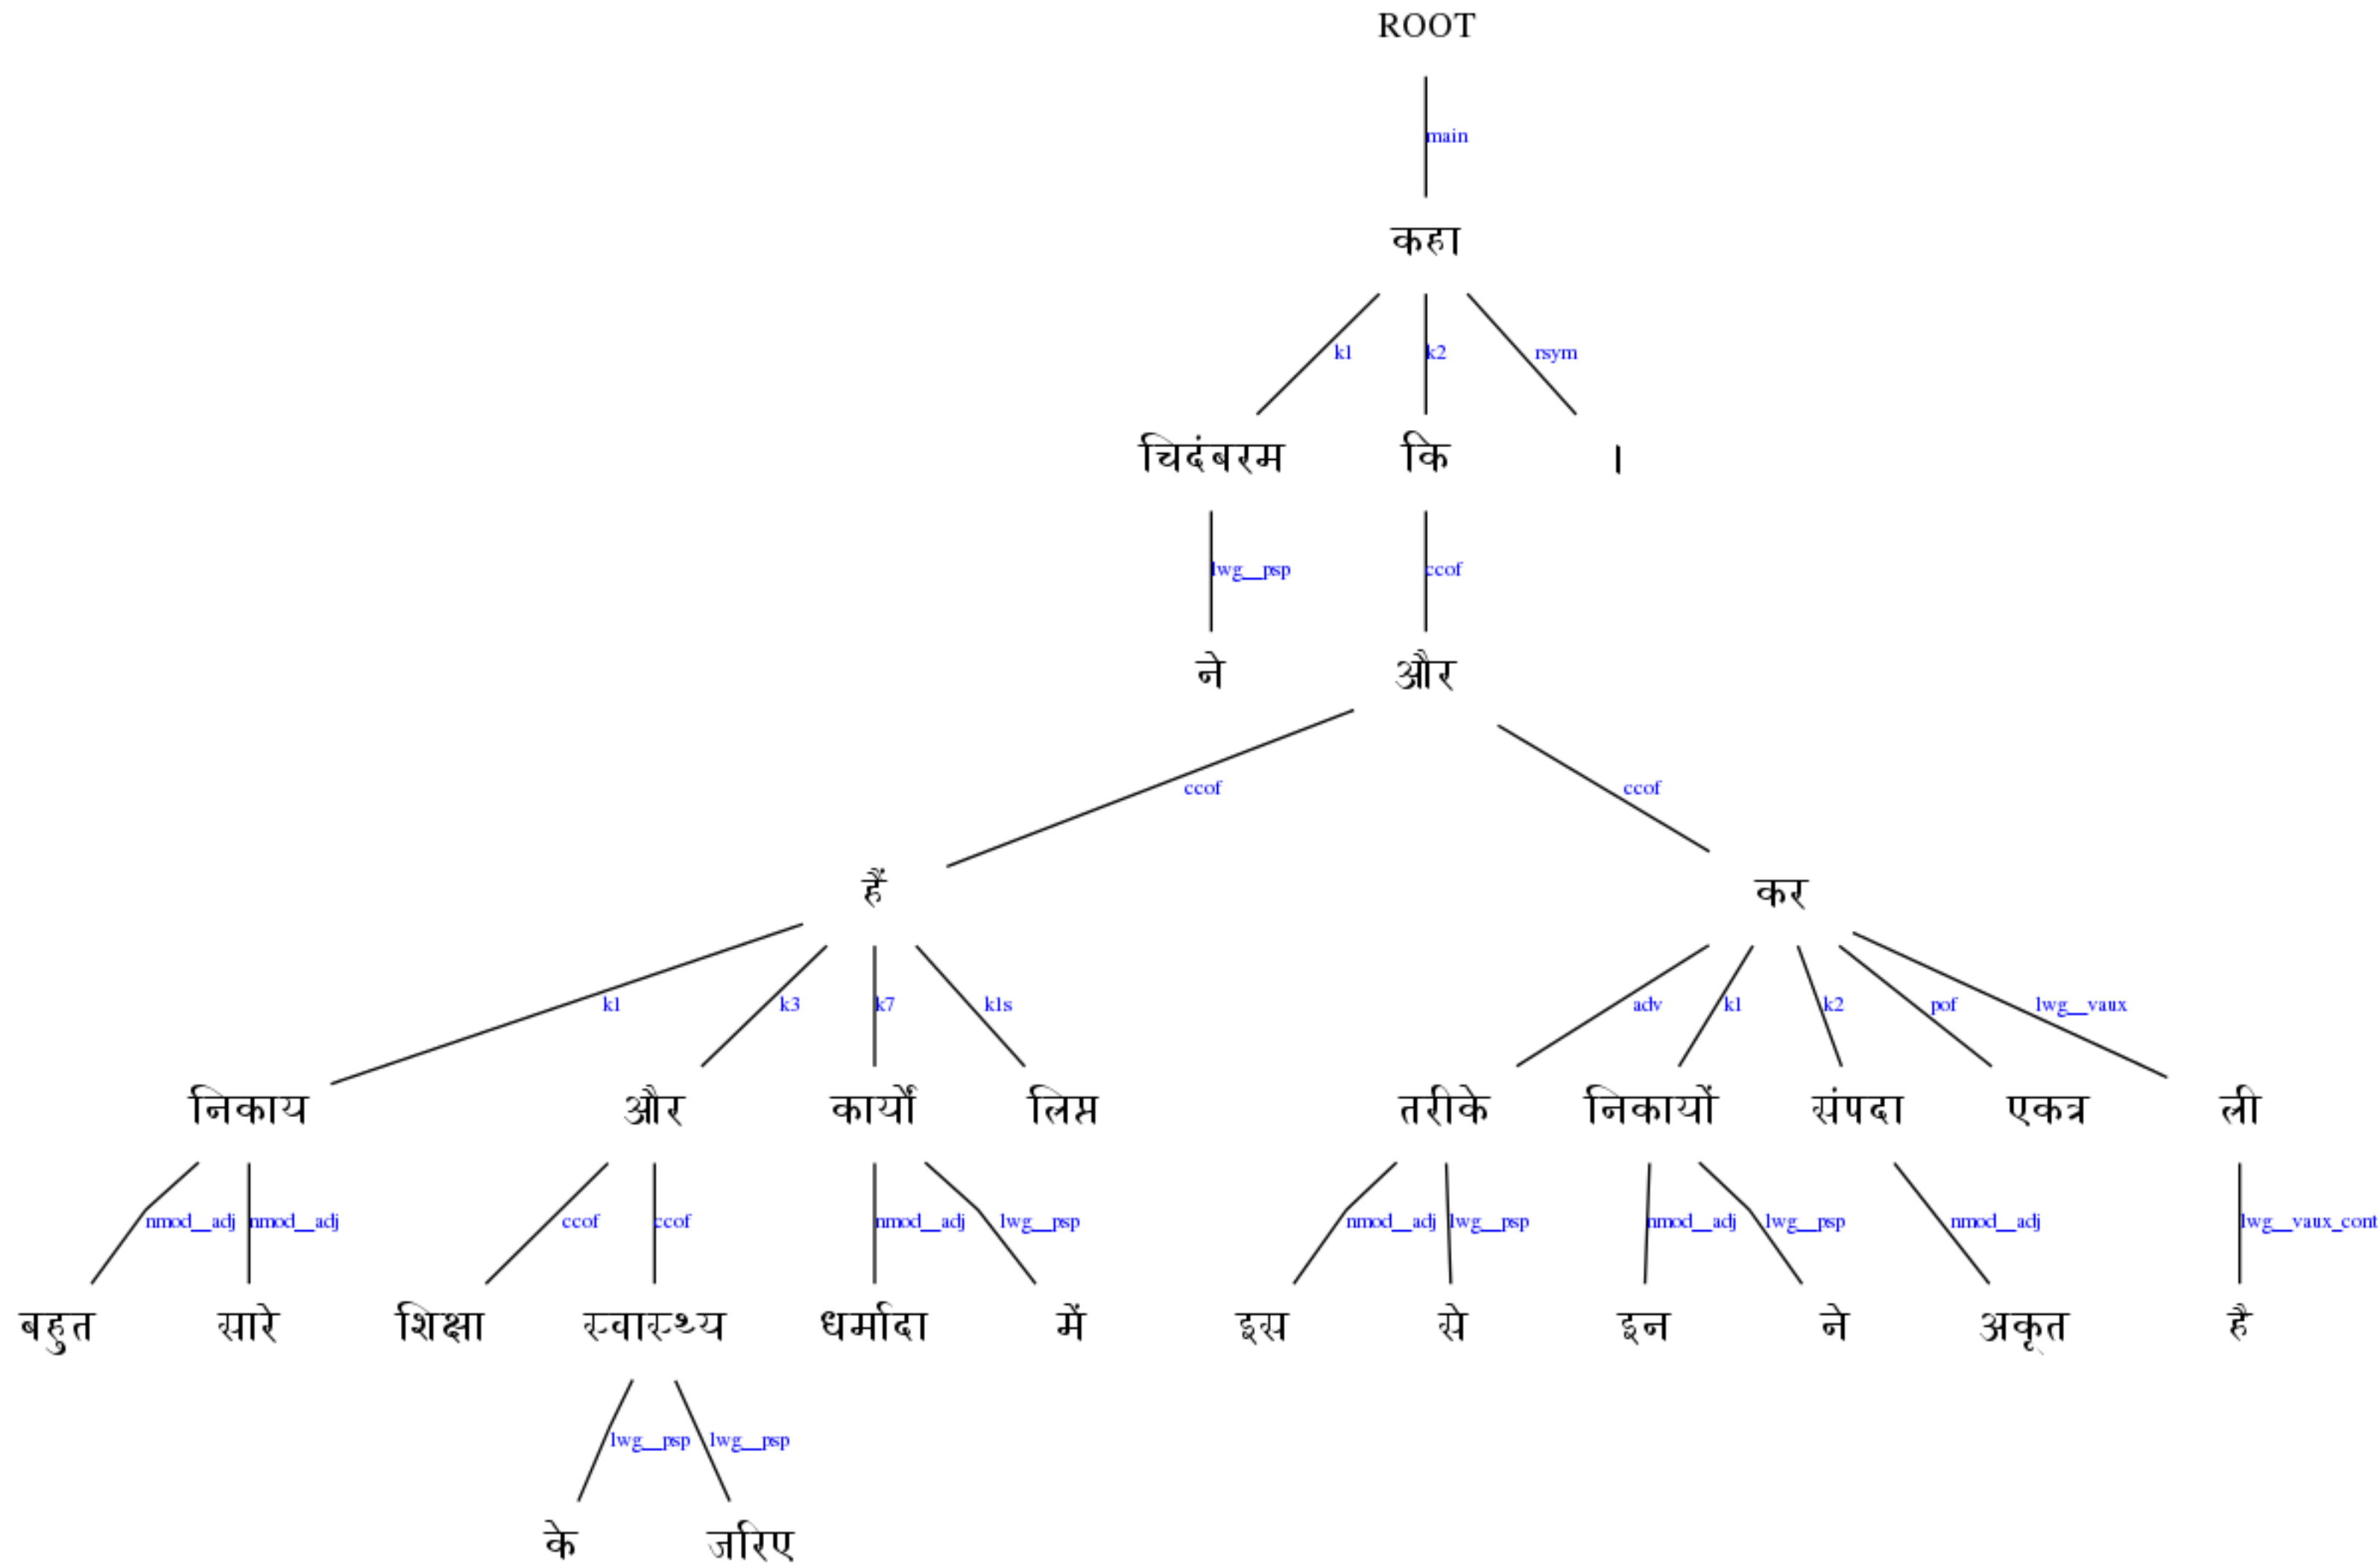 ROOT
main
कहा
k1 k2 rsym
चिदंबरम कि ।
lwg__psp ccof
ने और
ccof ccof
हैं कर
k1 k3 k7 k1s adv k1 k2 pof lwg__vaux
निकाय और कार्यों लिप्त तरीके निकायों संपदा एकत्र ली
nmod__adj nmod__adj ccof ccof nmod__adj lwg__psp nmod__adj lwg__psp nmod__adj lwg__psp nmod__adj lwg__vaux_cont
बहुत सारे शिक्षा स्वास्थ्य धर्मादा में इस से इन ने अकूत है
lwg__psp lwg__psp
के जरिए